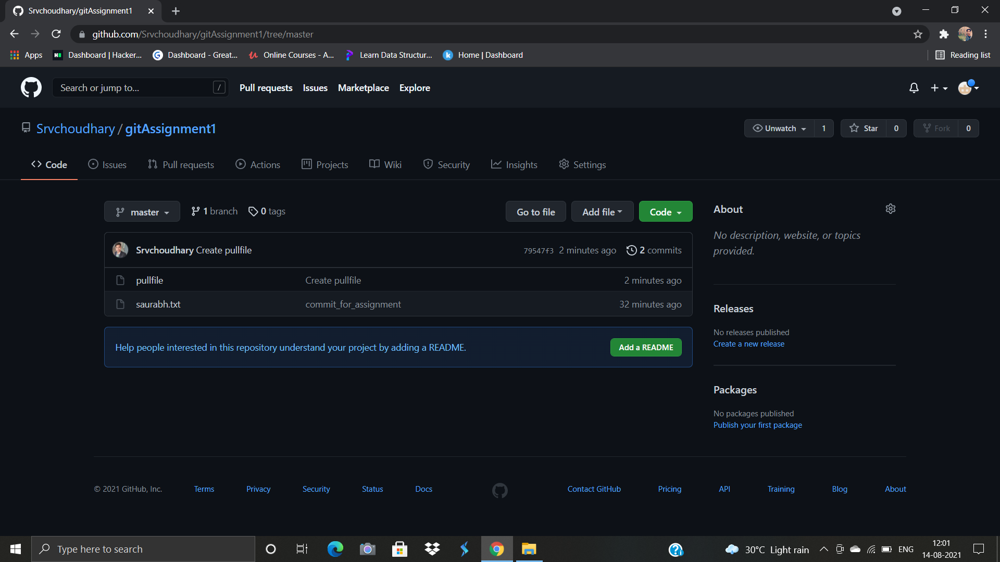 Srvchoudhary/gitAssignment1
github.com/Srvchoudhary/gitAssignment1/tree/master
Apps Dashboard | Hacker... Dashboard - Great... Online Courses - A... Learn Data Structur... Home | Dashboard Reading list
Search or jump to... / Pull requests Issues Marketplace Explore
Srvchoudhary / gitAssignment1 Unwatch 1 Star 0 Fork 0
Code Issues Pull requests Actions Projects Wiki Security Insights Settings
master 1 branch 0 tags Go to file Add file Code
About
No description, website, or topics
provided.
Srvchoudhary Create pullfile 79547f3 2 minutes ago 2 commits
pullfile Create pullfile 2 minutes ago
saurabh.txt commit_for_assignment 32 minutes ago
Help people interested in this repository understand your project by adding a README. Add a README
Releases
No releases published
Create a new release
Packages
No packages published
Publish your first package
© 2021 GitHub, Inc. Terms Privacy Security Status Docs Contact GitHub Pricing API Training Blog About
Type here to search
30°C Light rain ENG
12:01
14-08-2021